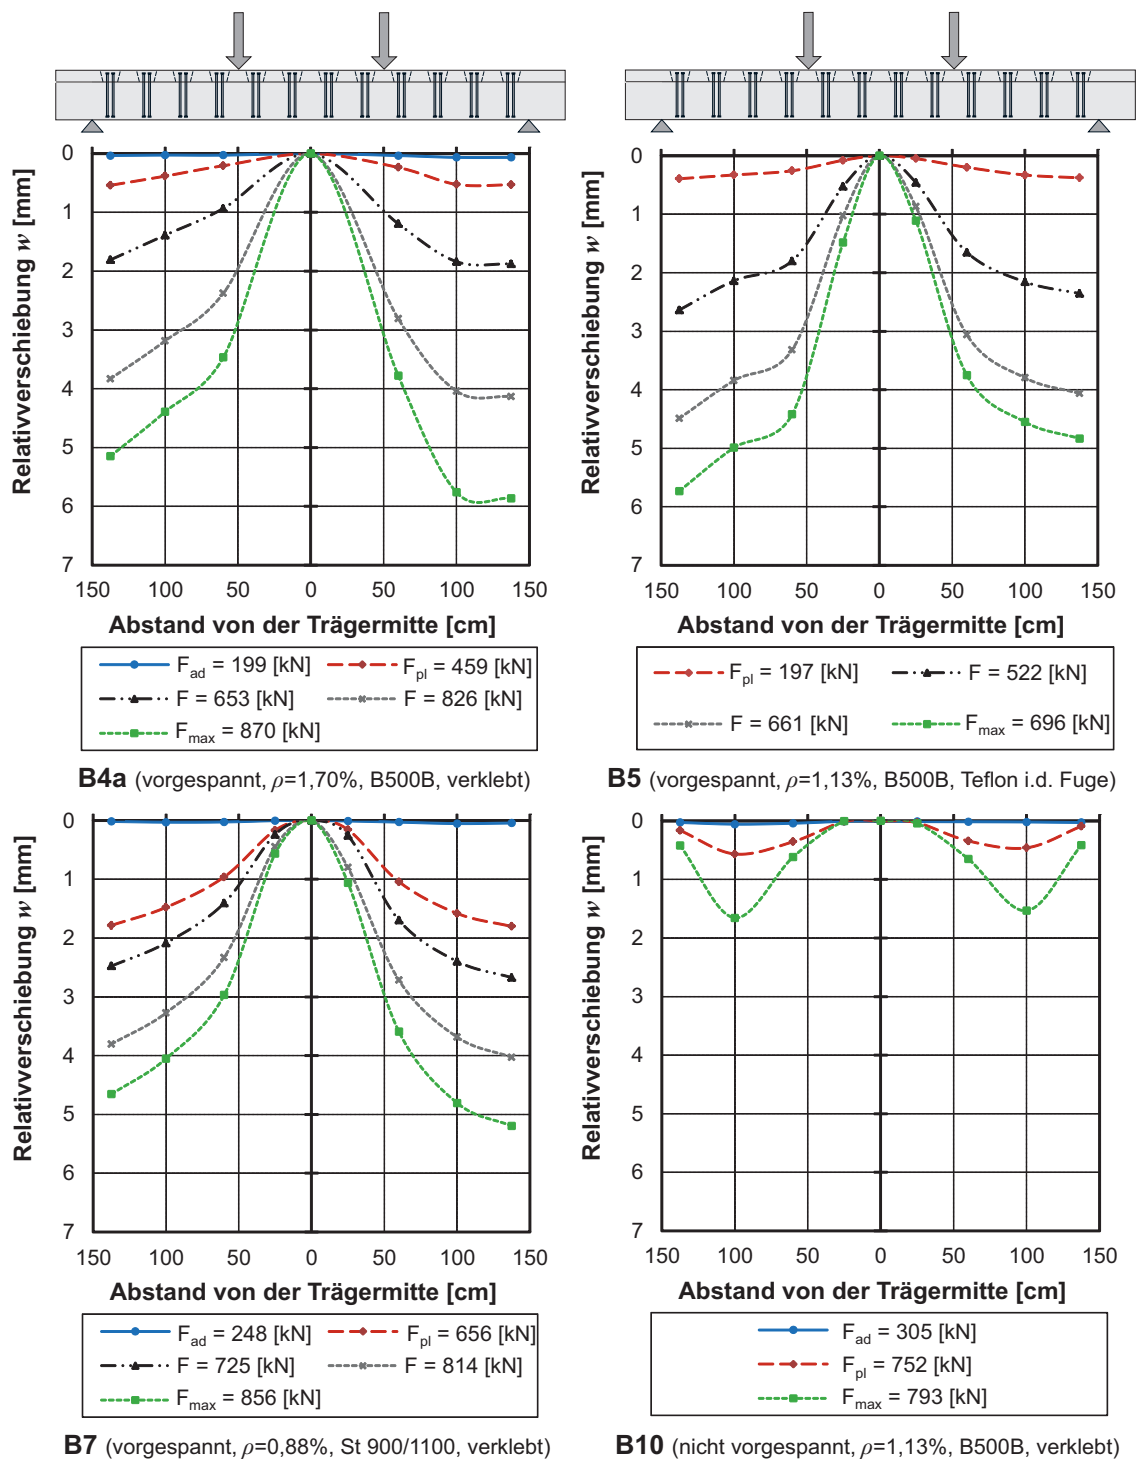 0
1
2
3
4
5
6
7
Relativverschiebung w [mm]
150 100 50 0 50 100 150
Abstand von der Trägermitte [cm]
F_ad = 199 [kN] F_pl = 459 [kN]
F = 653 [kN] F = 826 [kN]
F_max = 870 [kN]
B4a (vorgespannt, ρ=1,70%, B500B, verklebt)
0
1
2
3
4
5
6
7
Relativverschiebung w [mm]
150 100 50 0 50 100 150
Abstand von der Trägermitte [cm]
F_pl = 197 [kN] F = 522 [kN]
F = 661 [kN] F_max = 696 [kN]
B5 (vorgespannt, ρ=1,13%, B500B, Teflon i.d. Fuge)
0
1
2
3
4
5
6
7
Relativverschiebung w [mm]
150 100 50 0 50 100 150
Abstand von der Trägermitte [cm]
F_ad = 248 [kN] F_pl = 656 [kN]
F = 725 [kN] F = 814 [kN]
F_max = 856 [kN]
B7 (vorgespannt, ρ=0,88%, St 900/1100, verklebt)
0
1
2
3
4
5
6
7
Relativverschiebung w [mm]
150 100 50 0 50 100 150
Abstand von der Trägermitte [cm]
F_ad = 305 [kN]
F_pl = 752 [kN]
F_max = 793 [kN]
B10 (nicht vorgespannt, ρ=1,13%, B500B, verklebt)